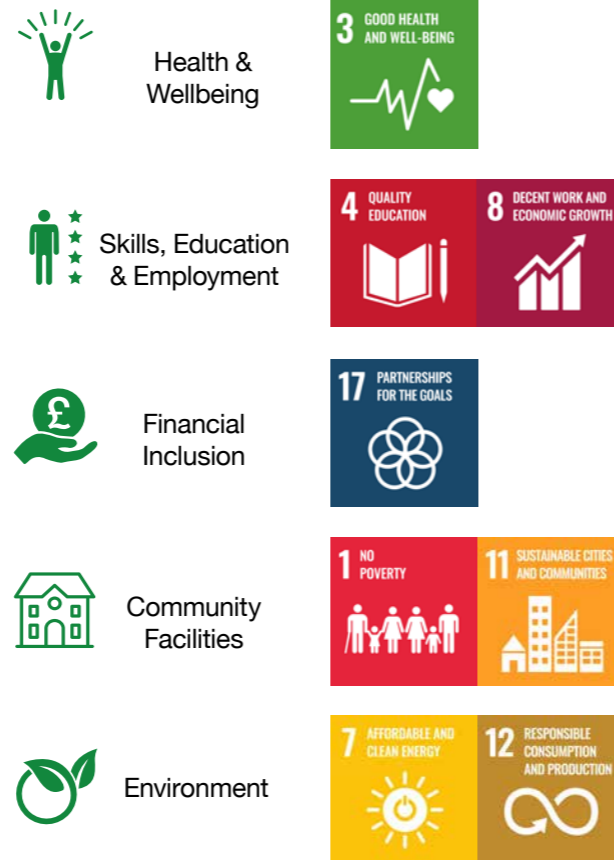 Health &
Wellbeing
3 GOOD HEALTH
AND WELL-BEING
Skills, Education
& Employment
4 QUALITY
EDUCATION
8 DECENT WORK AND
ECONOMIC GROWTH
£
Financial
Inclusion
17 PARTNERSHIPS
FOR THE GOALS
Community
Facilities
1 NO
POVERTY
11 SUSTAINABLE CITIES
AND COMMUNITIES
Environment
7 AFFORDABLE AND
CLEAN ENERGY
12 RESPONSIBLE
CONSUMPTION
AND PRODUCTION